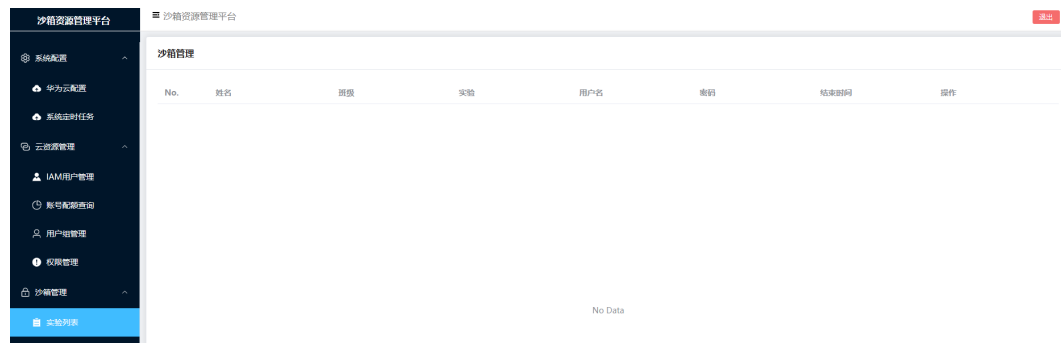 沙箱资源管理平台
沙箱资源管理平台
退出
系统配置
华为云配置
系统定时任务
云资源管理
IAM用户管理
账号配额查询
用户组管理
权限管理
沙箱管理
实验列表
沙箱管理
No. 姓名 班级 实验 用户名 密码 结束时间 操作
No Data